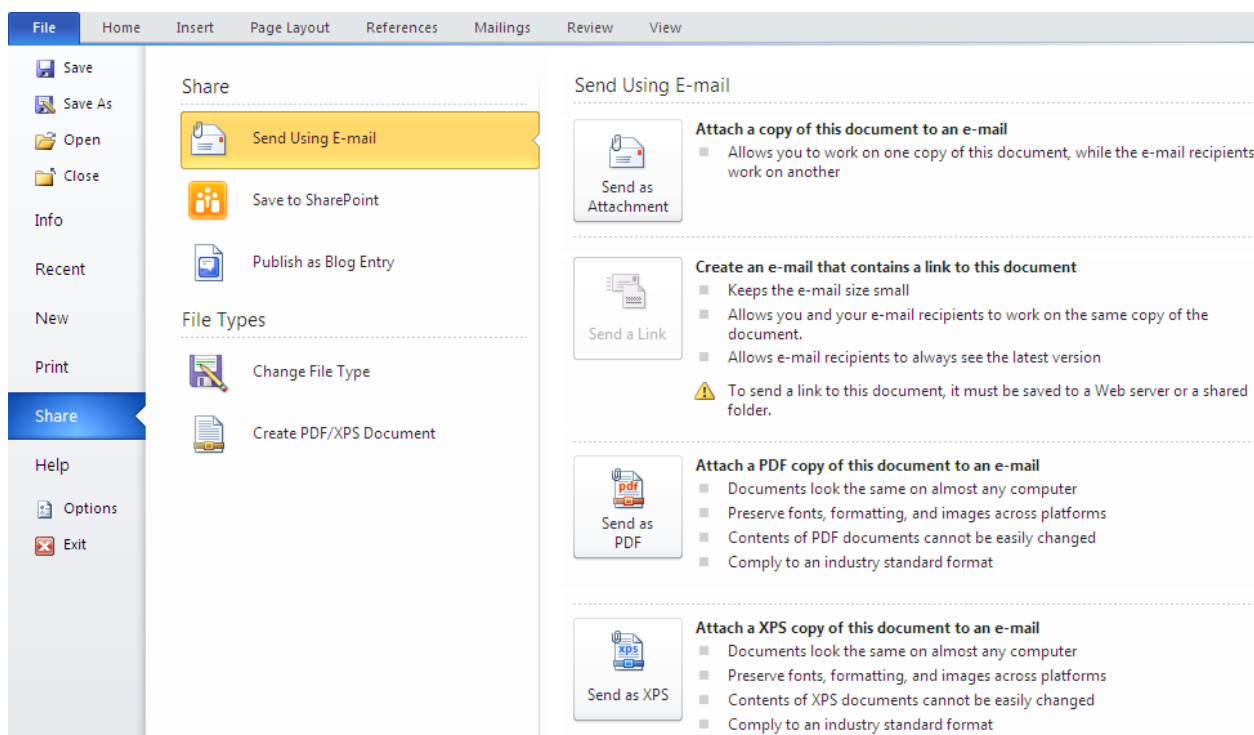 File Home Insert Page Layout References Mailings Review View
Save
Save As
Open
Close
Info
Recent
New
Print
Share
Help
Options
Exit
Share
Send Using E-mail
Save to SharePoint
Publish as Blog Entry
File Types
Change File Type
Create PDF/XPS Document
Send Using E-mail
Send as
Attachment
Attach a copy of this document to an e-mail
Allows you to work on one copy of this document, while the e-mail recipients
work on another
Send a Link
Create an e-mail that contains a link to this document
Keeps the e-mail size small
Allows you and your e-mail recipients to work on the same copy of the
document.
Allows e-mail recipients to always see the latest version
To send a link to this document, it must be saved to a Web server or a shared
folder.
pdf
Send as
PDF
Attach a PDF copy of this document to an e-mail
Documents look the same on almost any computer
Preserve fonts, formatting, and images across platforms
Contents of PDF documents cannot be easily changed
Comply to an industry standard format
xps
Send as XPS
Attach a XPS copy of this document to an e-mail
Documents look the same on almost any computer
Preserve fonts, formatting, and images across platforms
Contents of XPS documents cannot be easily changed
Comply to an industry standard format